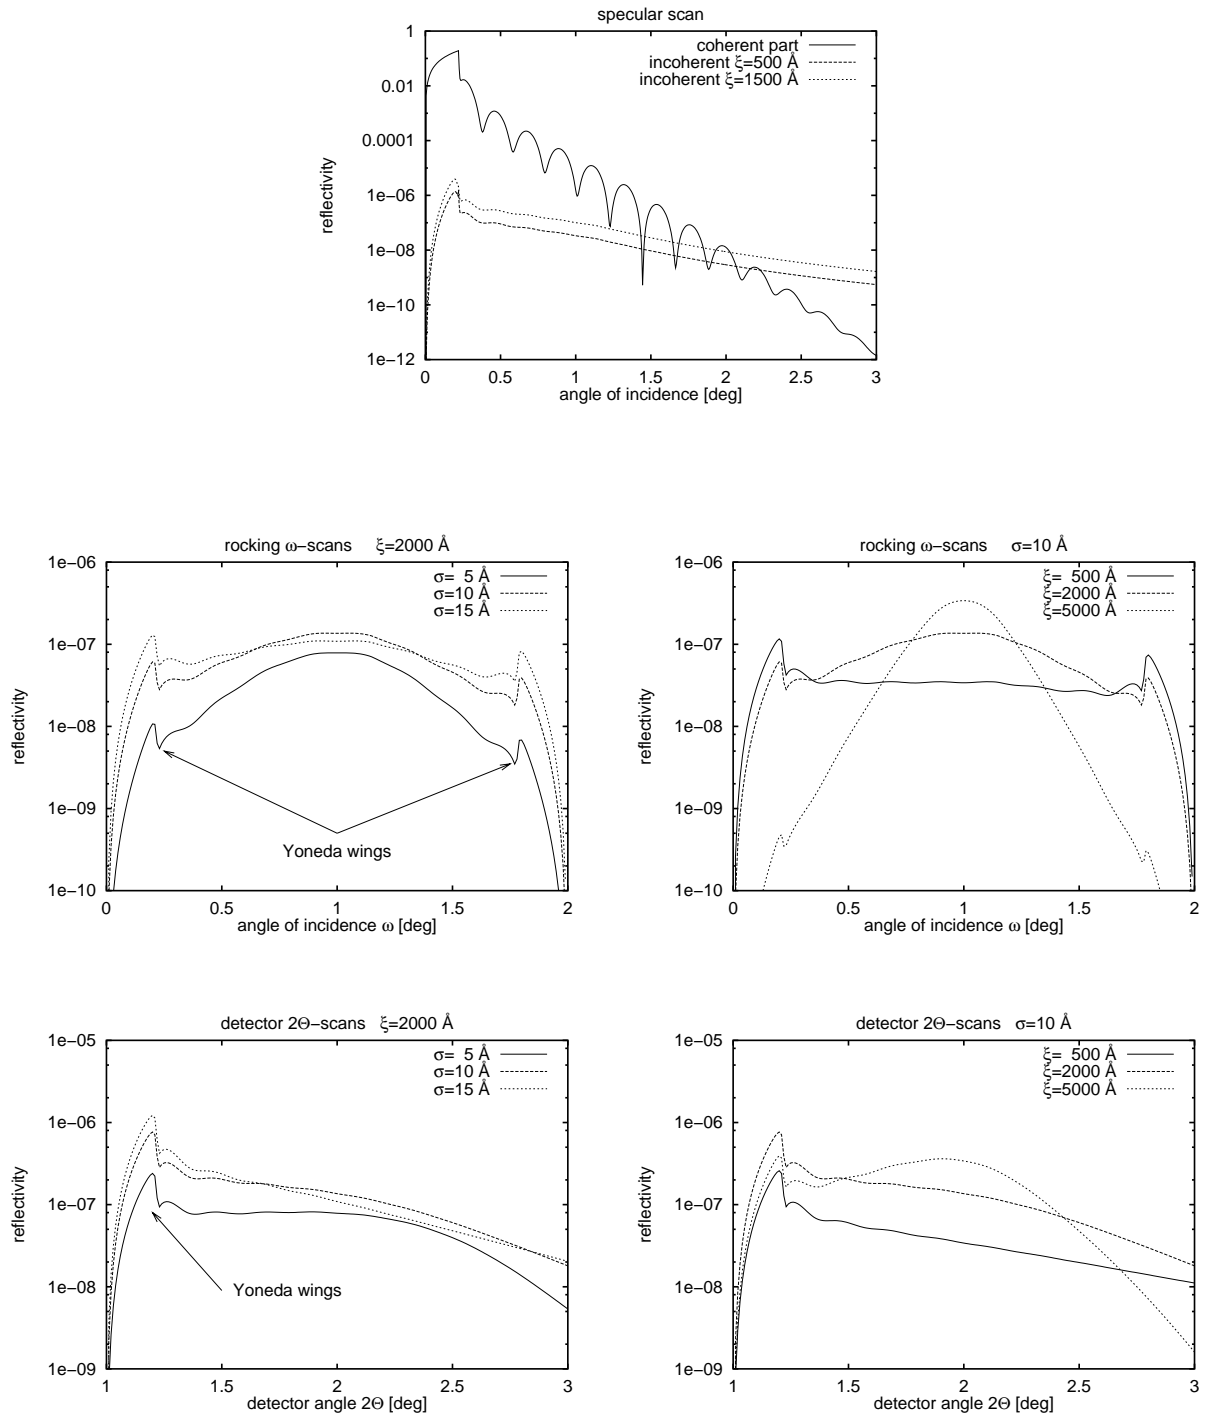 specular scan
1
0.01
0.0001
1e−06
1e−08
1e−10
1e−12
reflectivity
coherent part
incoherent ξ=500 Å
incoherent ξ=1500 Å
0 0.5 1 1.5 2 2.5 3
angle of incidence [deg]
rocking ω−scans ξ=2000 Å
1e−06
1e−07
1e−08
1e−09
1e−10
reflectivity
σ= 5 Å
σ=10 Å
σ=15 Å
Yoneda wings
0 0.5 1 1.5 2
angle of incidence ω [deg]
rocking ω−scans σ=10 Å
1e−06
1e−07
1e−08
1e−09
1e−10
reflectivity
ξ= 500 Å
ξ=2000 Å
ξ=5000 Å
0 0.5 1 1.5 2
angle of incidence ω [deg]
detector 2Θ−scans ξ=2000 Å
1e−05
1e−06
1e−07
1e−08
1e−09
reflectivity
σ= 5 Å
σ=10 Å
σ=15 Å
Yoneda wings
1 1.5 2 2.5 3
detector angle 2Θ [deg]
detector 2Θ−scans σ=10 Å
1e−05
1e−06
1e−07
1e−08
1e−09
reflectivity
ξ= 500 Å
ξ=2000 Å
ξ=5000 Å
1 1.5 2 2.5 3
detector angle 2Θ [deg]